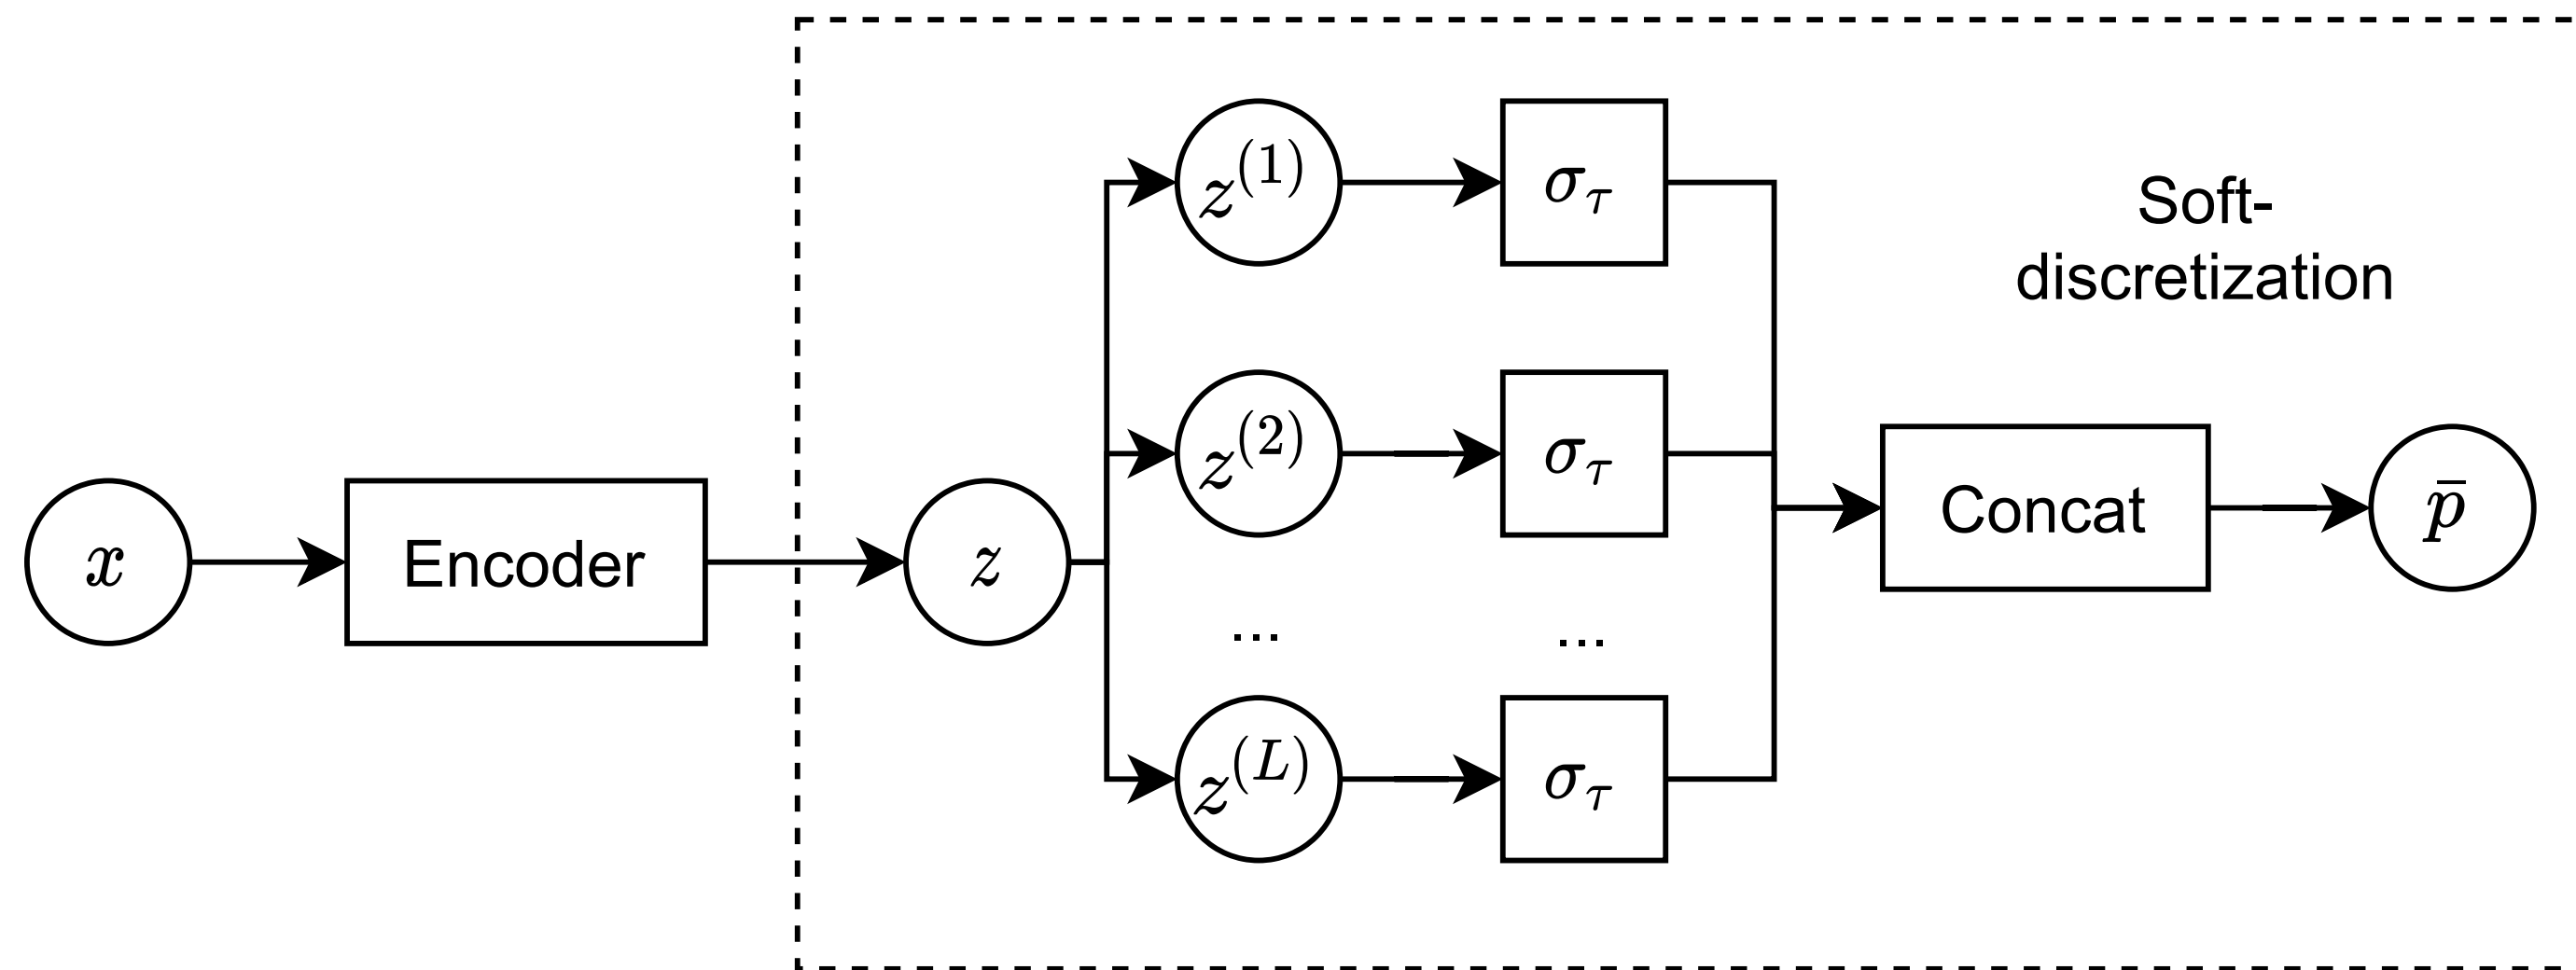 x
Encoder
z
z^{(1)}
σ_τ
z^{(2)}
σ_τ
...
...
z^{(L)}
σ_τ
Soft-
discretization
Concat
p̄